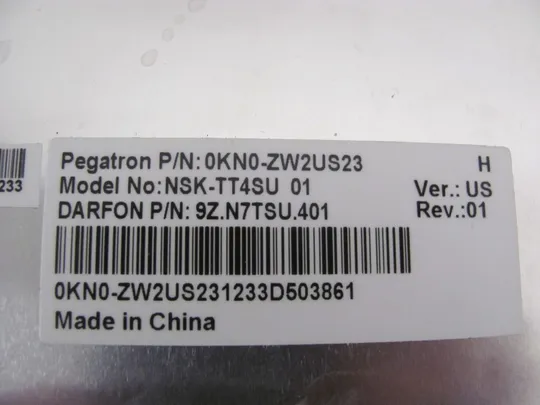 Pegatron P/N: 0KN0-ZW2US23 H
Model No:NSK-TT4SU 01 Ver.: US
DARFON P/N: 9Z.N7TSU.401 Rev.:01
0KN0-ZW2US231233D503861
Made in China
233